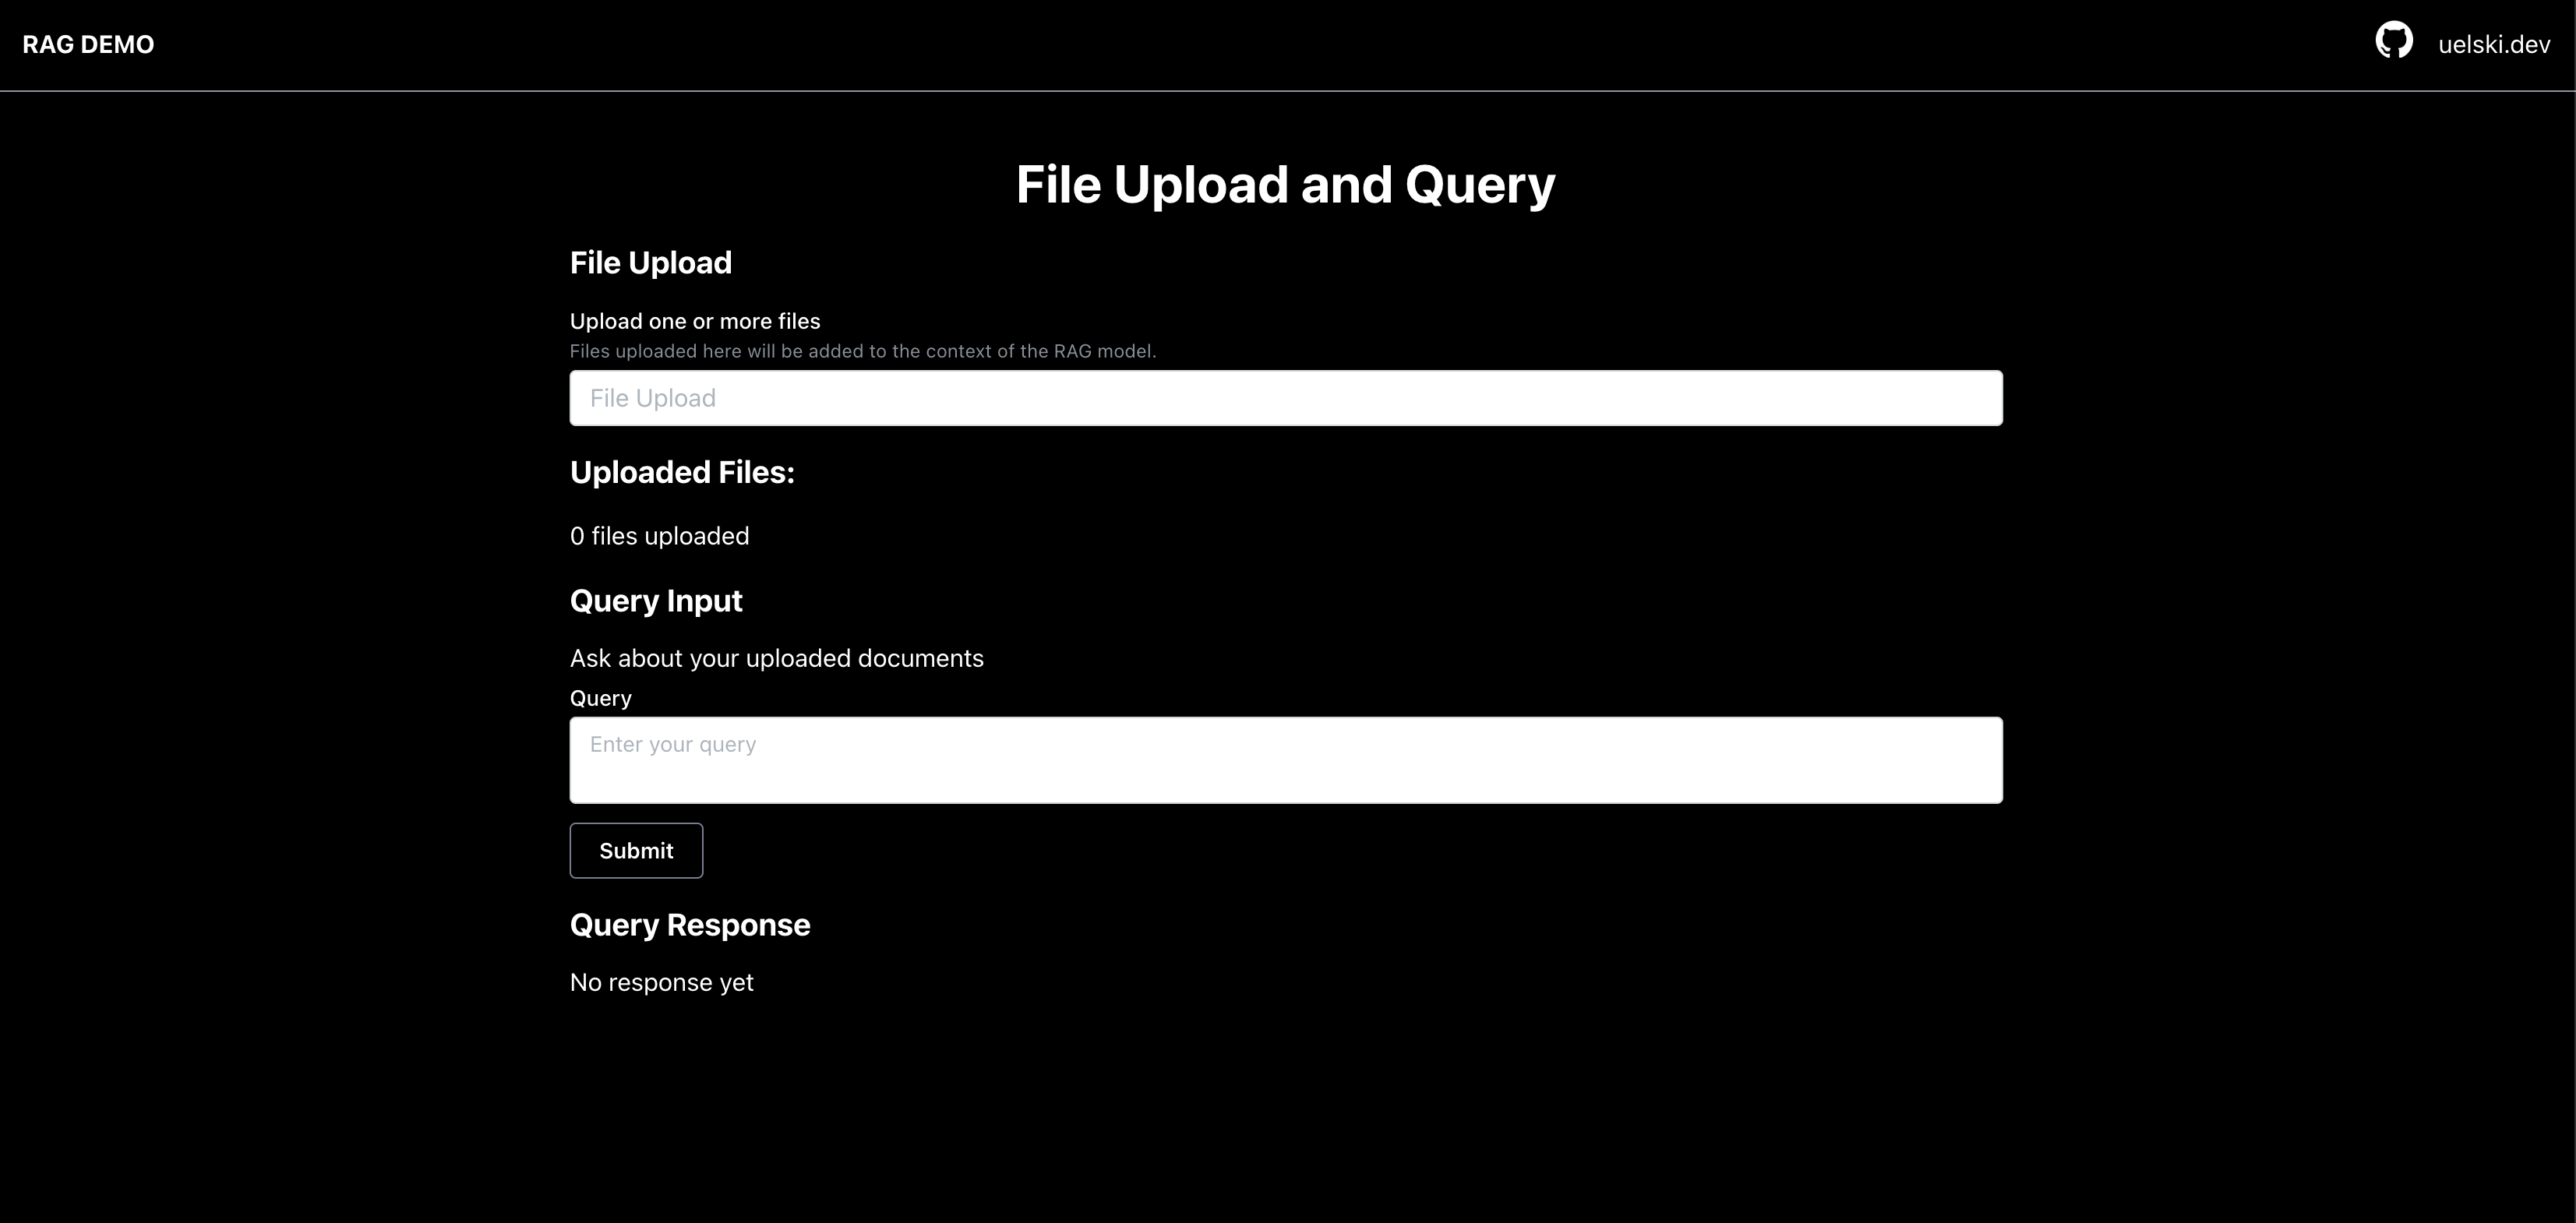 RAG DEMO
uelski.dev
File Upload and Query
File Upload
Upload one or more files
Files uploaded here will be added to the context of the RAG model.
File Upload
Uploaded Files:
0 files uploaded
Query Input
Ask about your uploaded documents
Query
Enter your query
Submit
Query Response
No response yet